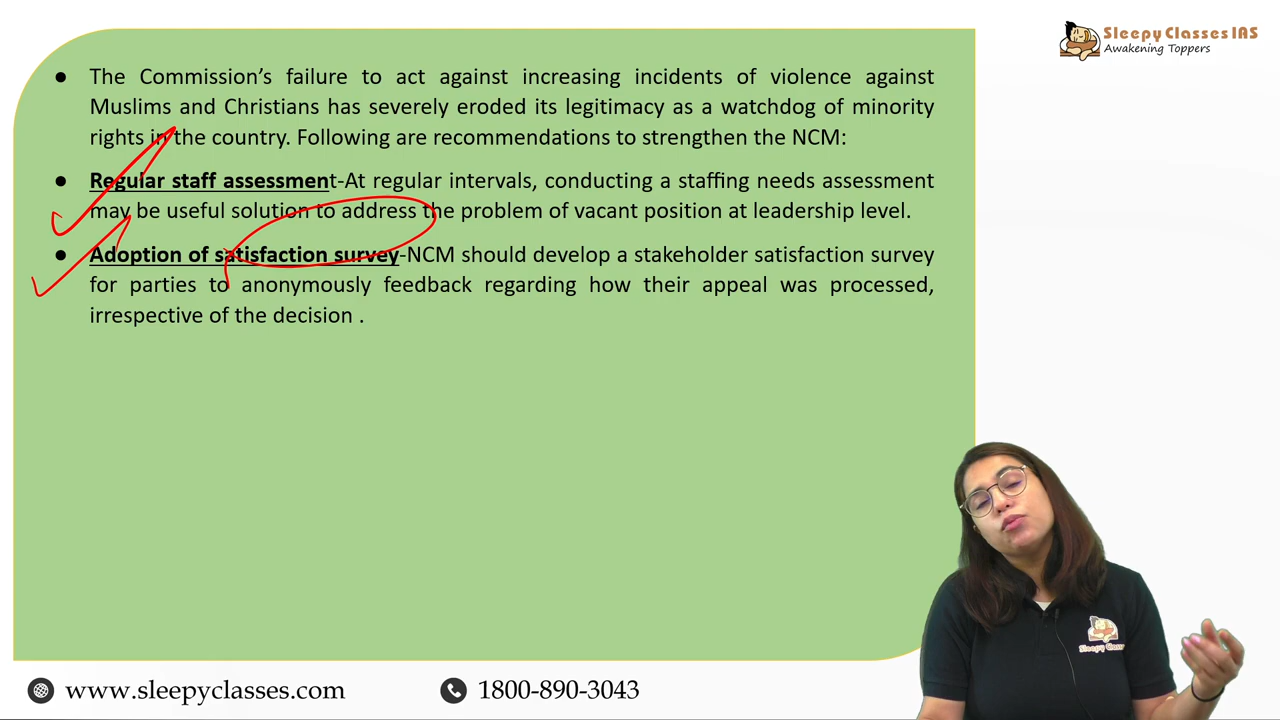 Sleepy Classes IAS
Awakening Toppers
● The Commission's failure to act against increasing incidents of violence against
Muslims and Christians has severely eroded its legitimacy as a watchdog of minority
rights in the country. Following are recommendations to strengthen the NCM:
● Regular staff assessment-At regular intervals, conducting a staffing needs assessment
may be useful solution to address the problem of vacant position at leadership level.
● Adoption of satisfaction survey-NCM should develop a stakeholder satisfaction survey
for parties to anonymously feedback regarding how their appeal was processed,
irrespective of the decision .
Sleepy Classes
www.sleepyclasses.com
1800-890-3043